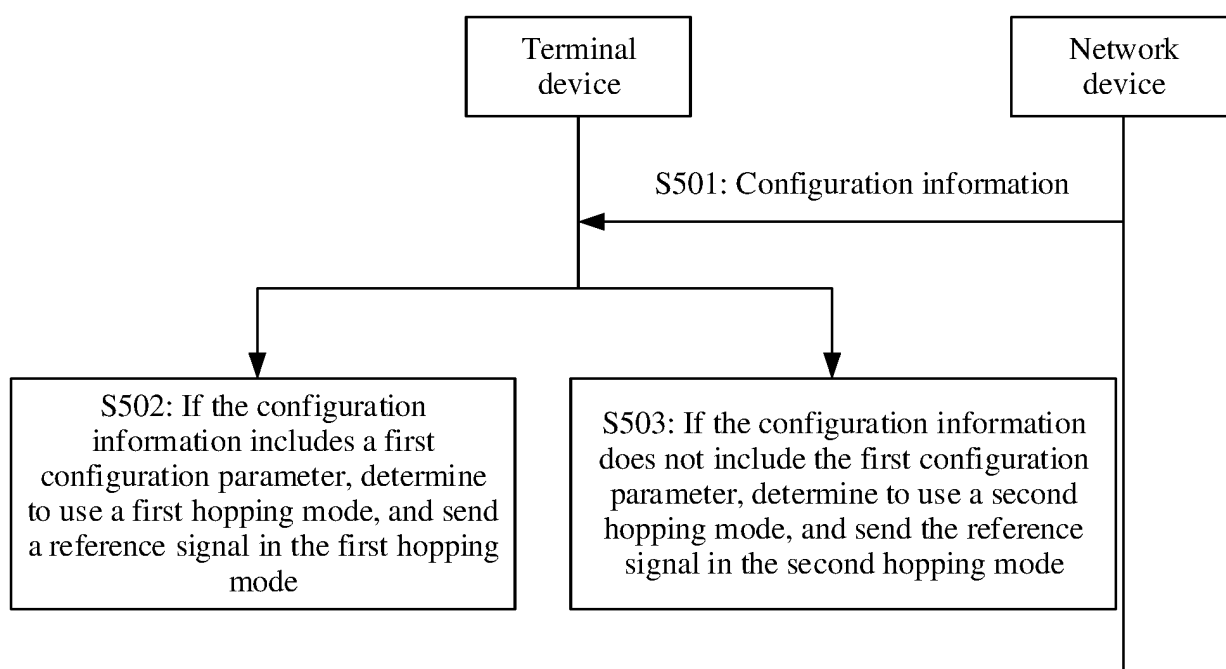 Terminal
device
Network
device
S501: Configuration information
S502: If the configuration
information includes a first
configuration parameter, determine
to use a first hopping mode, and send
a reference signal in the first hopping
mode
S503: If the configuration information
does not include the first configuration
parameter, determine to use a second
hopping mode, and send the reference
signal in the second hopping mode